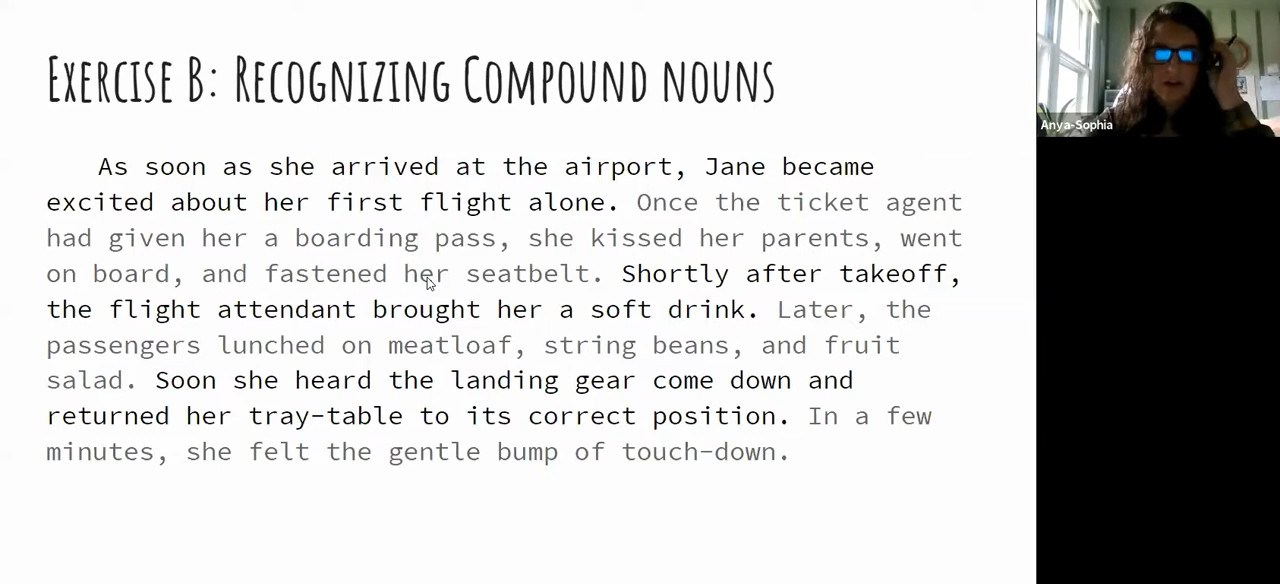 Exercise B: Recognizing Compound nouns
As soon as she arrived at the airport, Jane became
excited about her first flight alone. Once the ticket agent
had given her a boarding pass, she kissed her parents, went
on board, and fastened her seatbelt. Shortly after takeoff,
the flight attendant brought her a soft drink. Later, the
passengers lunched on meatloaf, string beans, and fruit
salad. Soon she heard the landing gear come down and
returned her tray-table to its correct position. In a few
minutes, she felt the gentle bump of touch-down.
Anya-Sophia